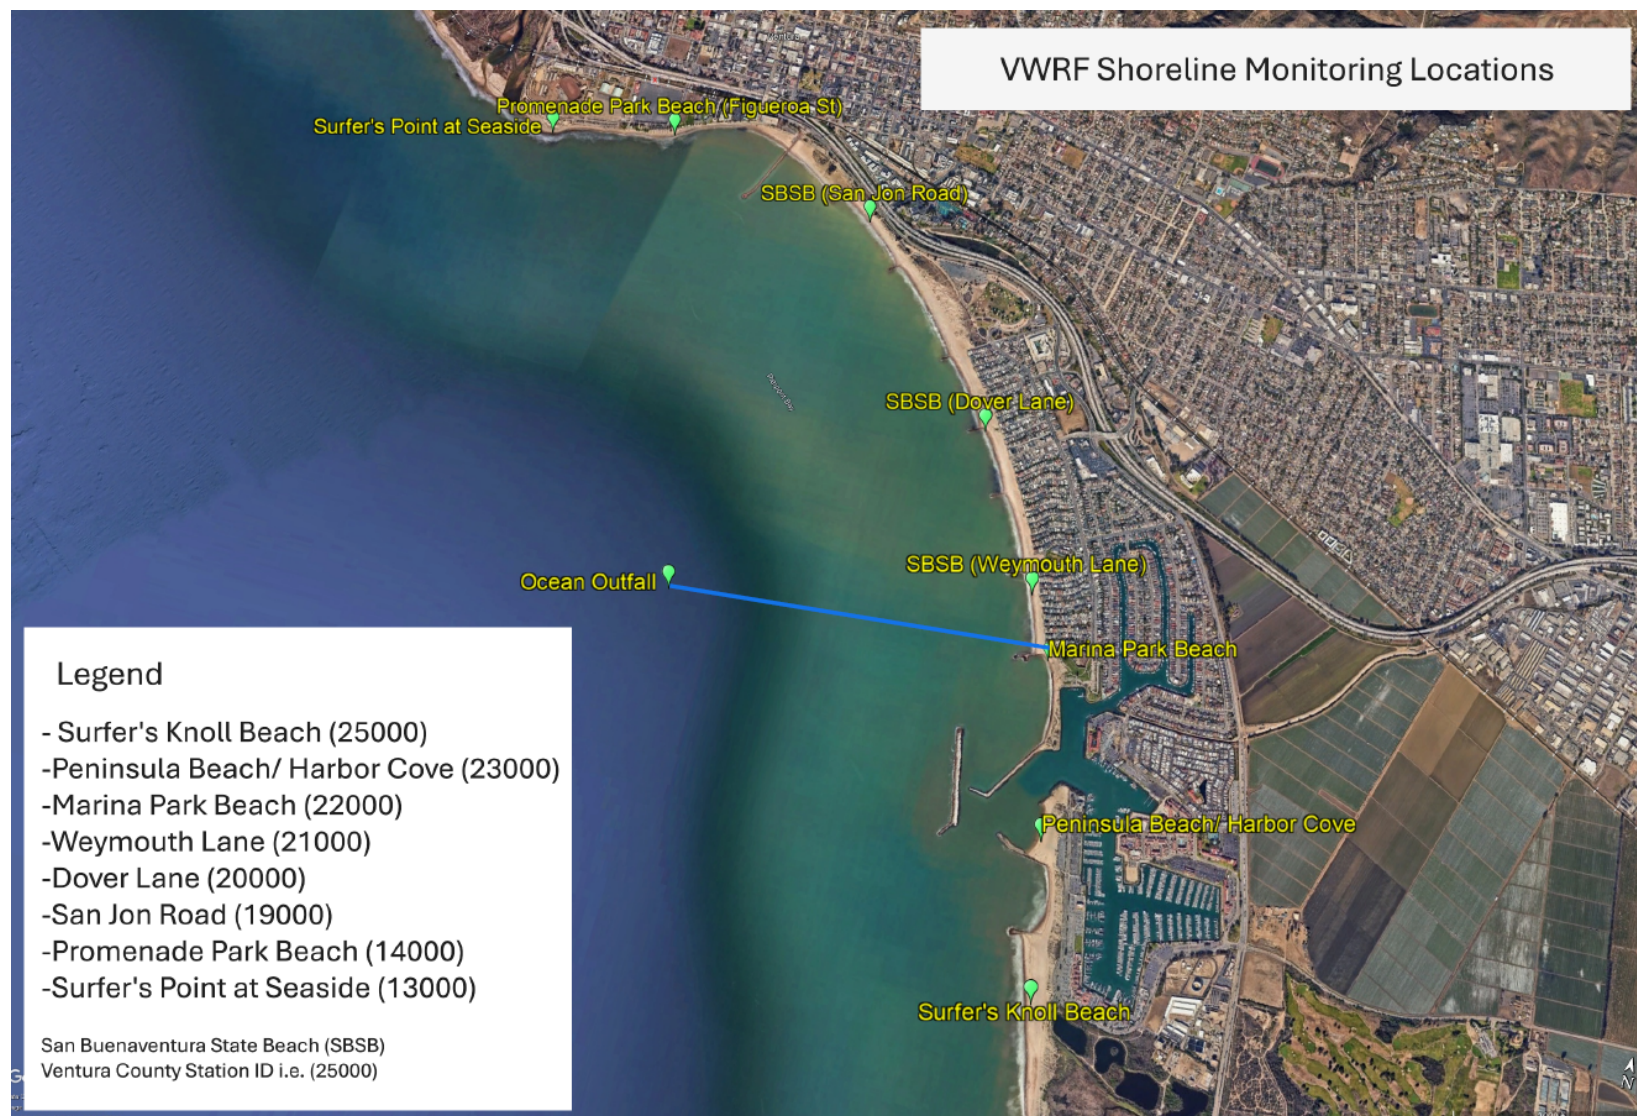 Ventura
VWRF Shoreline Monitoring Locations
Promenade Park Beach (Figueroa St)
Surfer's Point at Seaside
SBSB (San Jon Road)
Pierpont Bay
SBSB (Dover Lane)
SBSB (Weymouth Lane)
Ocean Outfall
Marina Park Beach
Peninsula Beach/ Harbor Cove
Surfer's Knoll Beach
Legend
- Surfer's Knoll Beach (25000)
-Peninsula Beach/ Harbor Cove (23000)
-Marina Park Beach (22000)
-Weymouth Lane (21000)
-Dover Lane (20000)
-San Jon Road (19000)
-Promenade Park Beach (14000)
-Surfer's Point at Seaside (13000)
San Buenaventura State Beach (SBSB)
Ventura County Station ID i.e. (25000)
N